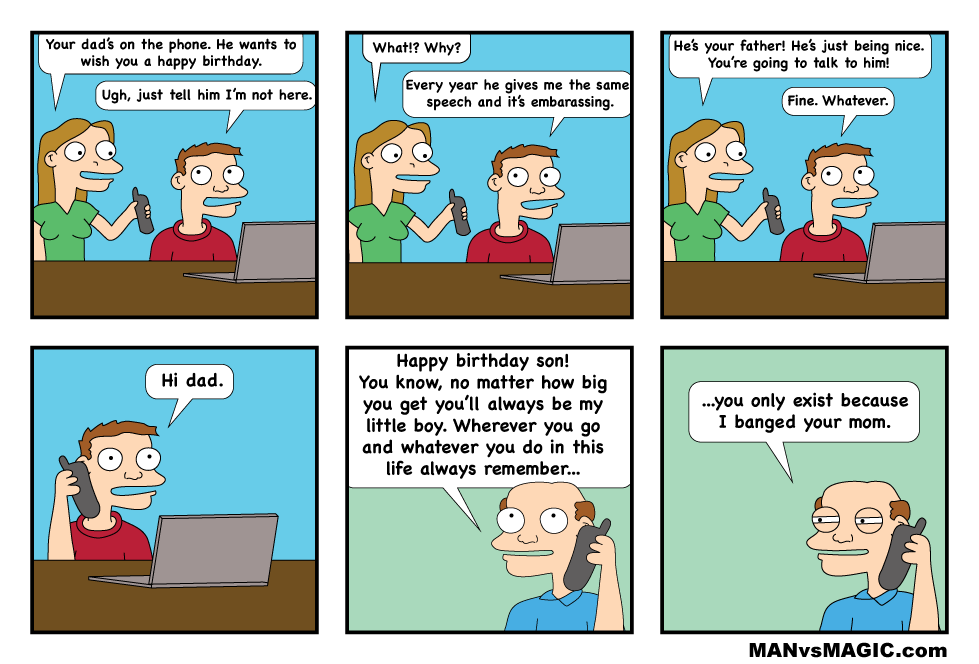 Your dad's on the phone. He wants to
wish you a happy birthday.
Ugh, just tell him I'm not here.
What!? Why?
Every year he gives me the same
speech and it's embarassing.
He's your father! He's just being nice.
You're going to talk to him!
Fine. Whatever.
Hi dad.
Happy birthday son!
You know, no matter how big
you get you'll always be my
little boy. Wherever you go
and whatever you do in this
life always remember...
...you only exist because
I banged your mom.
MANvsMAGIC.com